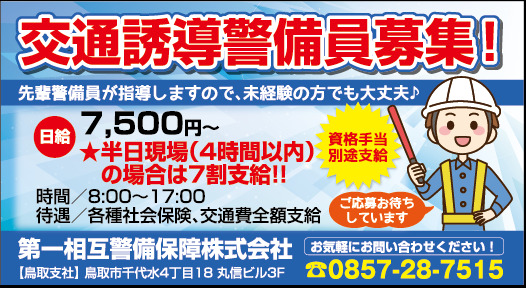 交通誘導警備員募集!
先輩警備員が指導しますので、未経験の方でも大丈夫♪
日給 7,500円〜
★半日現場(4時間以内)
の場合は7割支給!!
資格手当
別途支給
時間/8:00〜17:00
待遇/各種社会保険、交通費全額支給
ご応募お待ち
しています
第一相互警備保障株式会社
【鳥取支社】鳥取市千代水4丁目18 丸信ビル3F
お気軽にお問い合わせください!
☎0857-28-7515